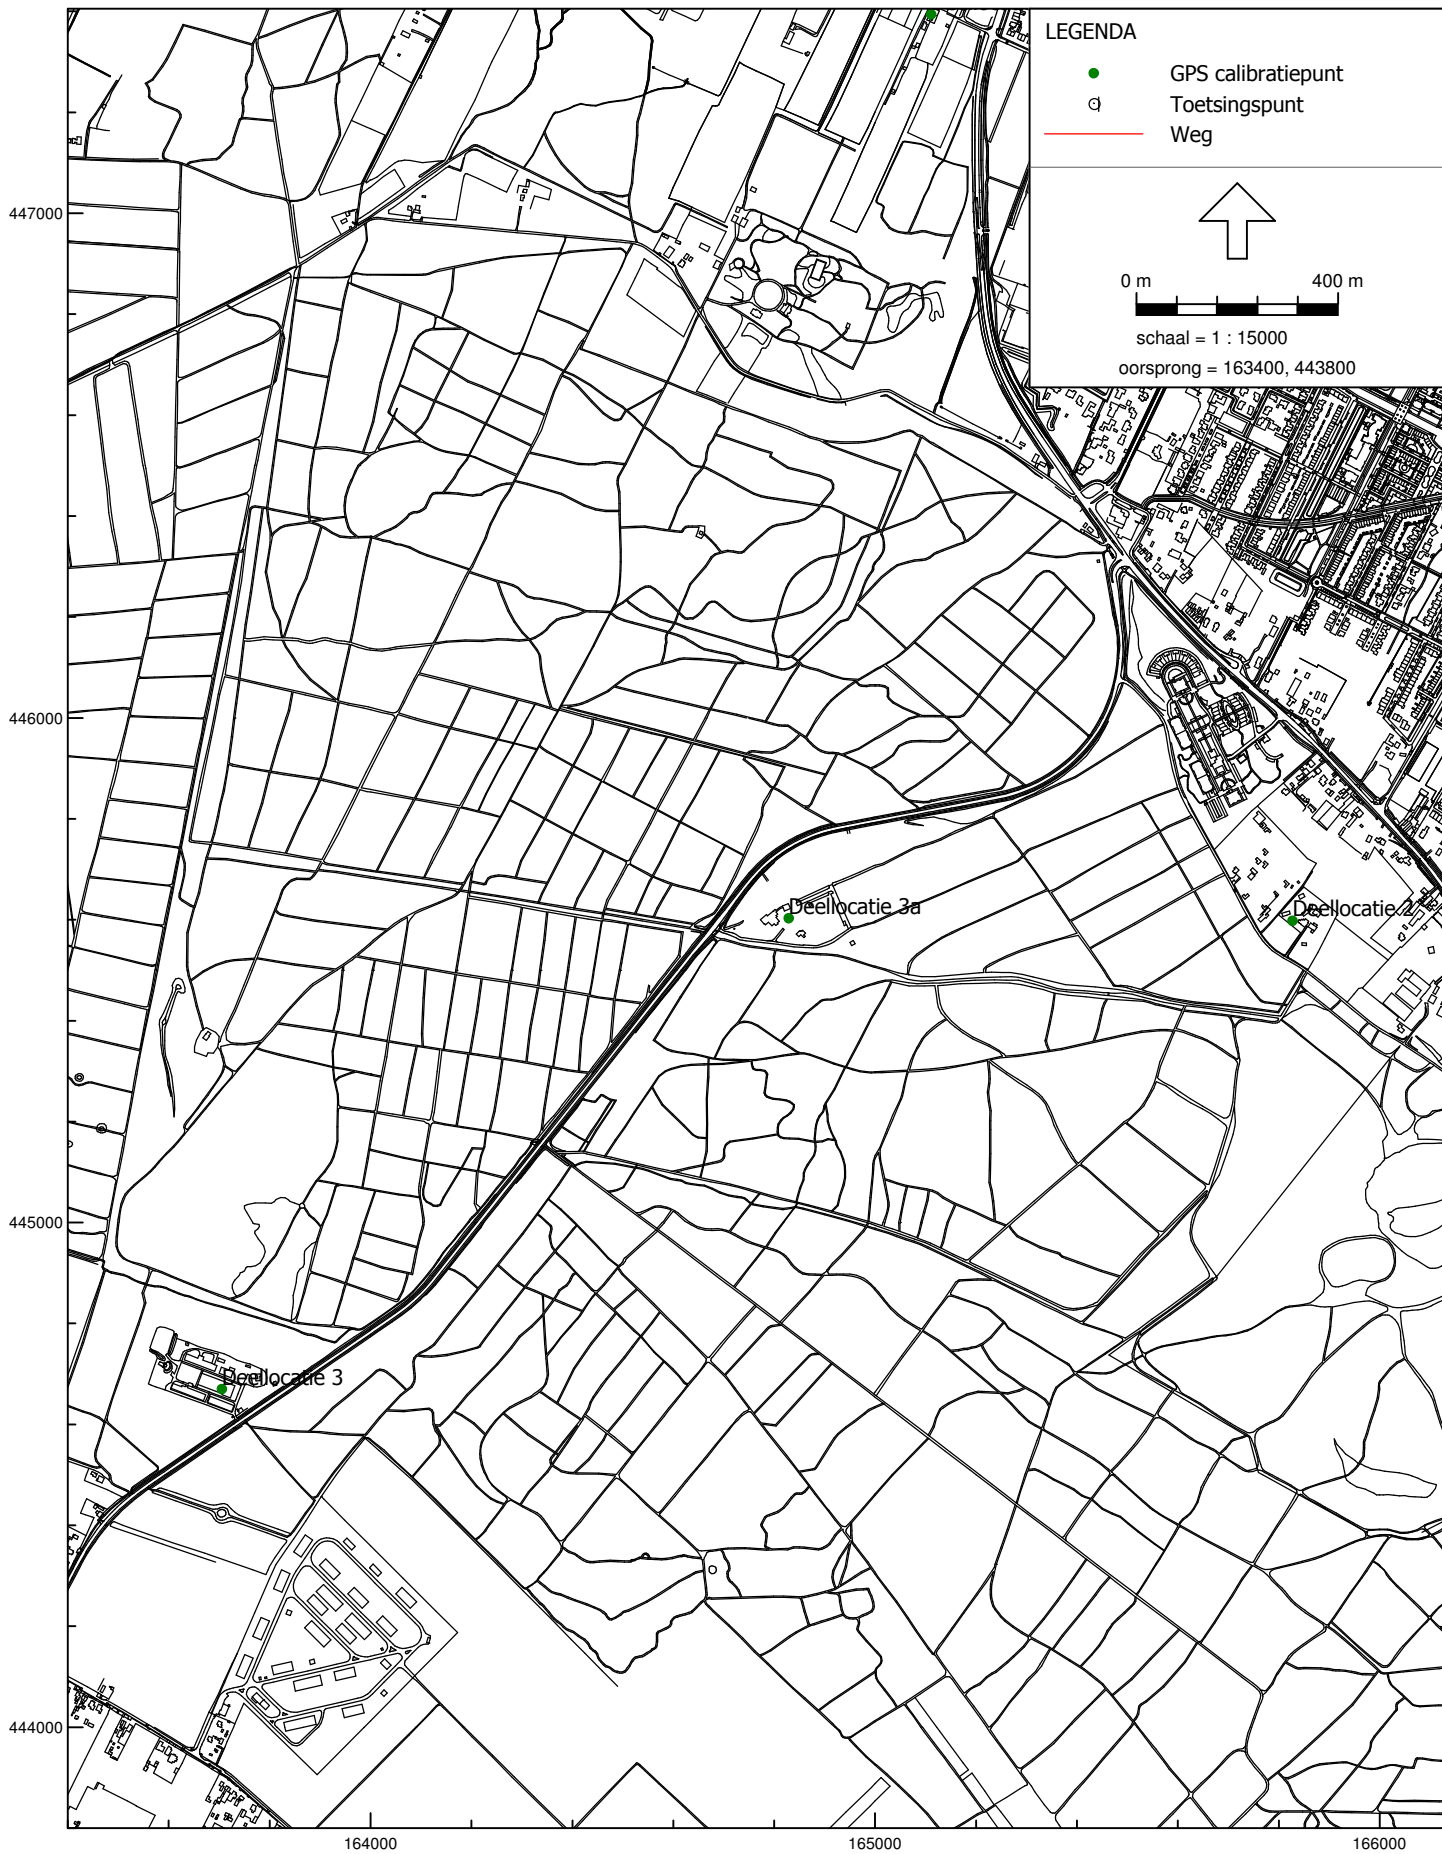 LEGENDA
GPS calibratiepunt
Toetsingspunt
Weg
0 m 400 m
schaal = 1 : 15000
oorsprong = 163400, 443800
447000
446000
Deellocatie 3a
Deellocatie 2
445000
Deellocatie 3
444000
164000 165000 166000